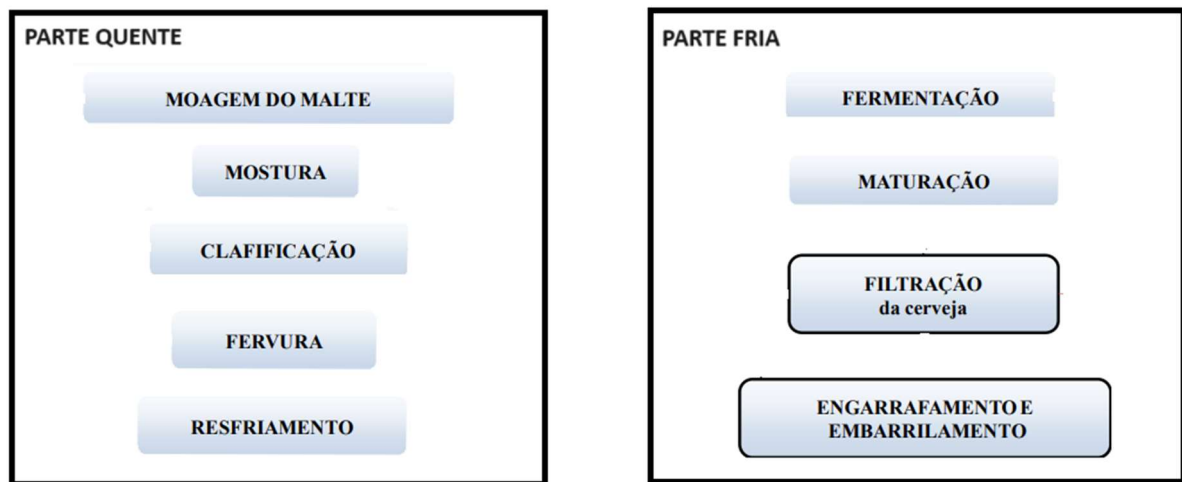 PARTE QUENTE
MOAGEM DO MALTE
MOSTURA
CLAFIFICAÇÃO
FERVURA
RESFRIAMENTO
PARTE FRIA
FERMENTAÇÃO
MATURAÇÃO
FILTRAÇÃO
da cerveja
ENGARRAFAMENTO E
EMBARRILAMENTO